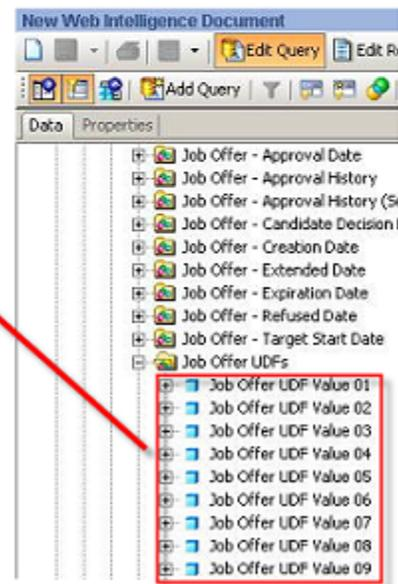 New Web Intelligence Document
Edit Query Edit R
Add Query
Data Properties
Job Offer - Approval Date
Job Offer - Approval History
Job Offer - Approval History (S
Job Offer - Candidate Decision
Job Offer - Creation Date
Job Offer - Extended Date
Job Offer - Expiration Date
Job Offer - Refused Date
Job Offer - Target Start Date
Job Offer UDFs
Job Offer UDF Value 01
Job Offer UDF Value 02
Job Offer UDF Value 03
Job Offer UDF Value 04
Job Offer UDF Value 05
Job Offer UDF Value 06
Job Offer UDF Value 07
Job Offer UDF Value 08
Job Offer UDF Value 09